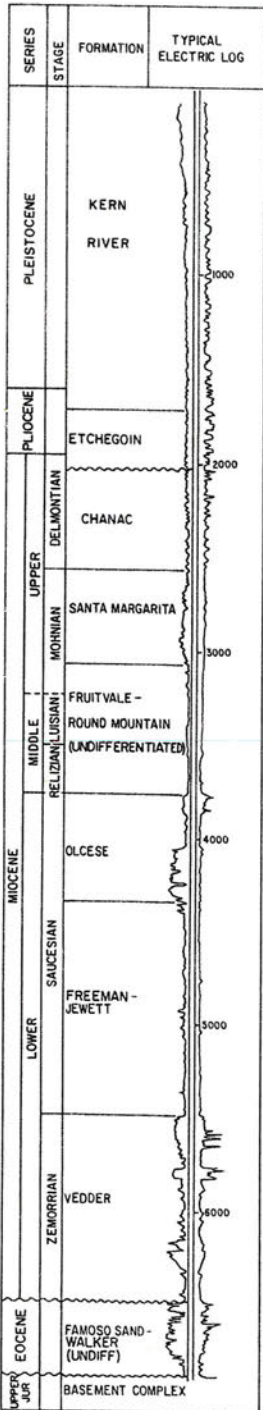 SERIES
STAGE
FORMATION
TYPICAL
ELECTRIC LOG
PLEISTOCENE
KERN
RIVER
1000
PLIOCENE
ETCHEGOIN
2000
MIOCENE
UPPER
DELMONTIAN
CHANAC
MOHNIAN
SANTA MARGARITA
3000
MIDDLE
LUISIAN
RELIZIAN
FRUITVALE-
ROUND MOUNTAIN
(UNDIFFERENTIATED)
4000
LOWER
SAUCESIAN
OLCESE
FREEMAN-
JEWETT
5000
ZEMORRIAN
VEDDER
6000
EOCENE
FAMOSO SAND-
WALKER
(UNDIFF)
UPPER
JUR
BASEMENT COMPLEX